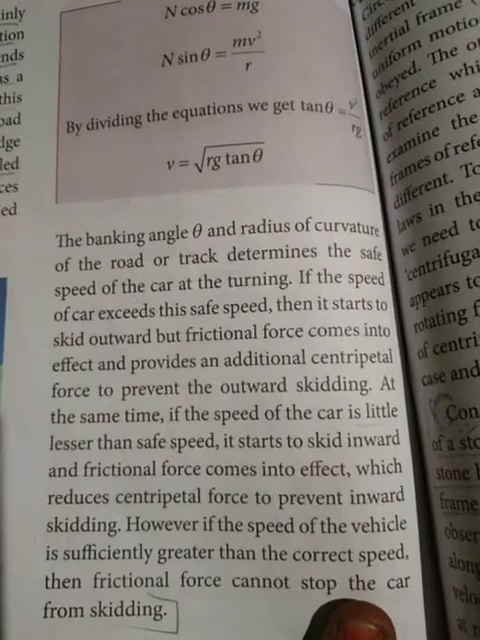 inly
tion
nds
as a
this
oad
dge
led
ces
ed
N cos θ = mg
N sin θ = mv²/r
By dividing the equations we get tan θ = v²/rg
v = √rg tan θ
The banking angle θ and radius of curvature
of the road or track determines the safe
speed of the car at the turning. If the speed
of car exceeds this safe speed, then it starts to
skid outward but frictional force comes into
effect and provides an additional centripetal
force to prevent the outward skidding. At
the same time, if the speed of the car is little
lesser than safe speed, it starts to skid inward
and frictional force comes into effect, which
reduces centripetal force to prevent inward
skidding. However if the speed of the vehicle
is sufficiently greater than the correct speed,
then frictional force cannot stop the car
from skidding.
different
inertial frame
uniform motio
obeyed. The o
reference whi
of reference a
examine the
frames of refe
different. To
laws in the
we need to
'centrifuga
appears to
rotating f
of centri
case and
Con
of a sto
stone
frame
obser
along
velo
at